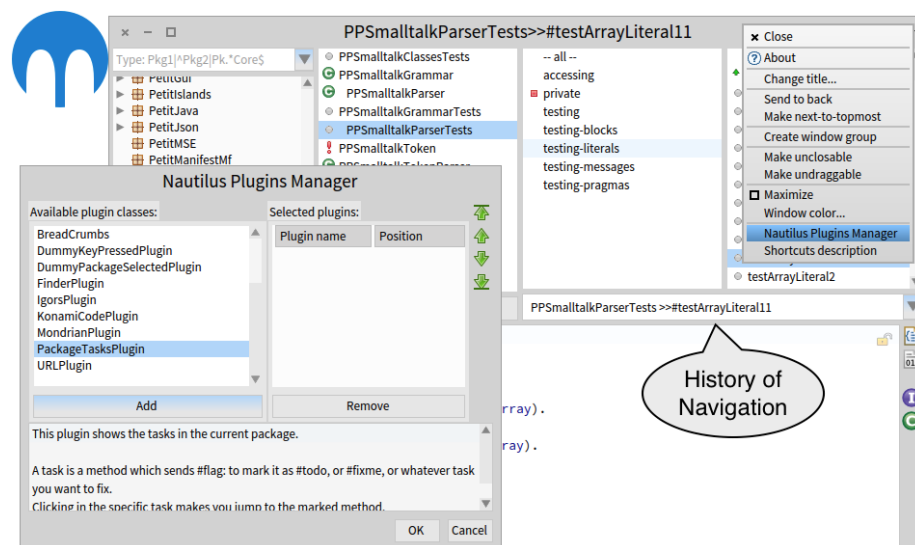 PPSmalltalkParserTests>>#testArrayLiteral11
Type: Pkg1|^Pkg2|Pk.*Core$
PetitGui
PetitIslands
PetitJava
PetitJson
PetitMSE
PetitManifestMf
PPSmalltalkClassesTests
PPSmalltalkGrammar
PPSmalltalkParser
PPSmalltalkGrammarTests
PPSmalltalkParserTests
PPSmalltalkToken
PPSmalltalkTokenParser
-- all --
accessing
private
testing
testing-blocks
testing-literals
testing-messages
testing-pragmas
Close
About
Change title...
Send to back
Make next-to-topmost
Create window group
Make unclosable
Make undraggable
Maximize
Window color...
Nautilus Plugins Manager
Shortcuts description
testArrayLiteral2
PPSmalltalkParserTests >>#testArrayLiteral11
History of
Navigation
rray).
ray).
Nautilus Plugins Manager
Available plugin classes:
BreadCrumbs
DummyKeyPressedPlugin
DummyPackageSelectedPlugin
FinderPlugin
IgorsPlugin
KonamiCodePlugin
MondrianPlugin
PackageTasksPlugin
URLPlugin
Selected plugins:
Plugin name Position
Add
Remove
This plugin shows the tasks in the current package.
A task is a method which sends #flag: to mark it as #todo, or #fixme, or whatever task
you want to fix.
Clicking in the specific task makes you jump to the marked method.
OK
Cancel